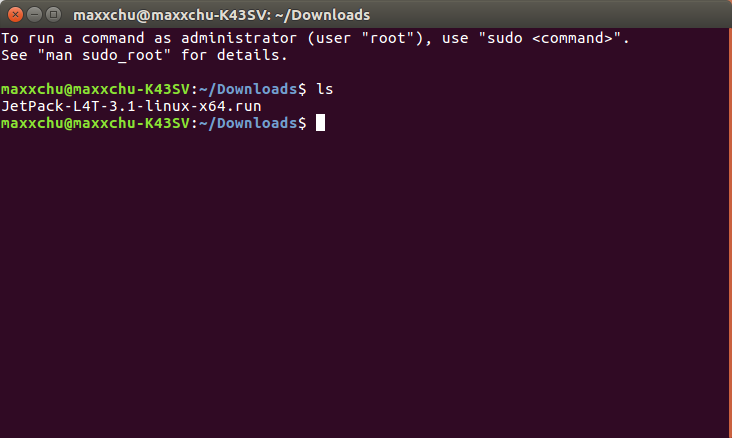 maxxchu@maxxchu-K43SV: ~/Downloads
To run a command as administrator (user "root"), use "sudo <command>".
See "man sudo_root" for details.
maxxchu@maxxchu-K43SV:~/Downloads$ ls
JetPack-L4T-3.1-linux-x64.run
maxxchu@maxxchu-K43SV:~/Downloads$